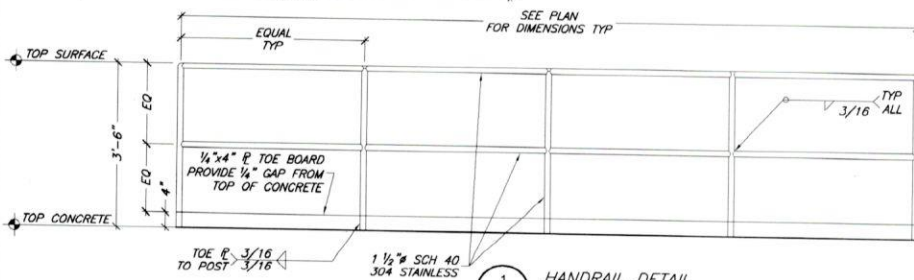 SEE PLAN
FOR DIMENSIONS TYP
EQUAL
TYP
TOP SURFACE
EQ
3'-6"
EQ
4"
TYP
ALL
3/16
1/4"x4" ℄ TOE BOARD
PROVIDE 1/4" GAP FROM
TOP OF CONCRETE
TOP CONCRETE
TOE ℄
TO POST
3/16
3/16
1 1/2"ø SCH 40
304 STAINLESS
1
HANDRAIL DETAIL